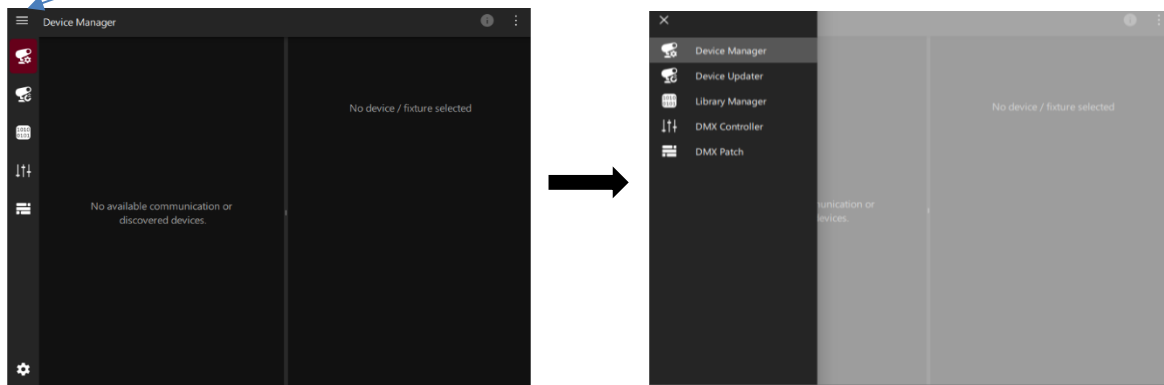 Device Manager
No device / fixture selected
No available communication or
discovered devices.
Device Manager
Device Updater
Library Manager
DMX Controller
DMX Patch
No device / fixture selected
unication or
evices.